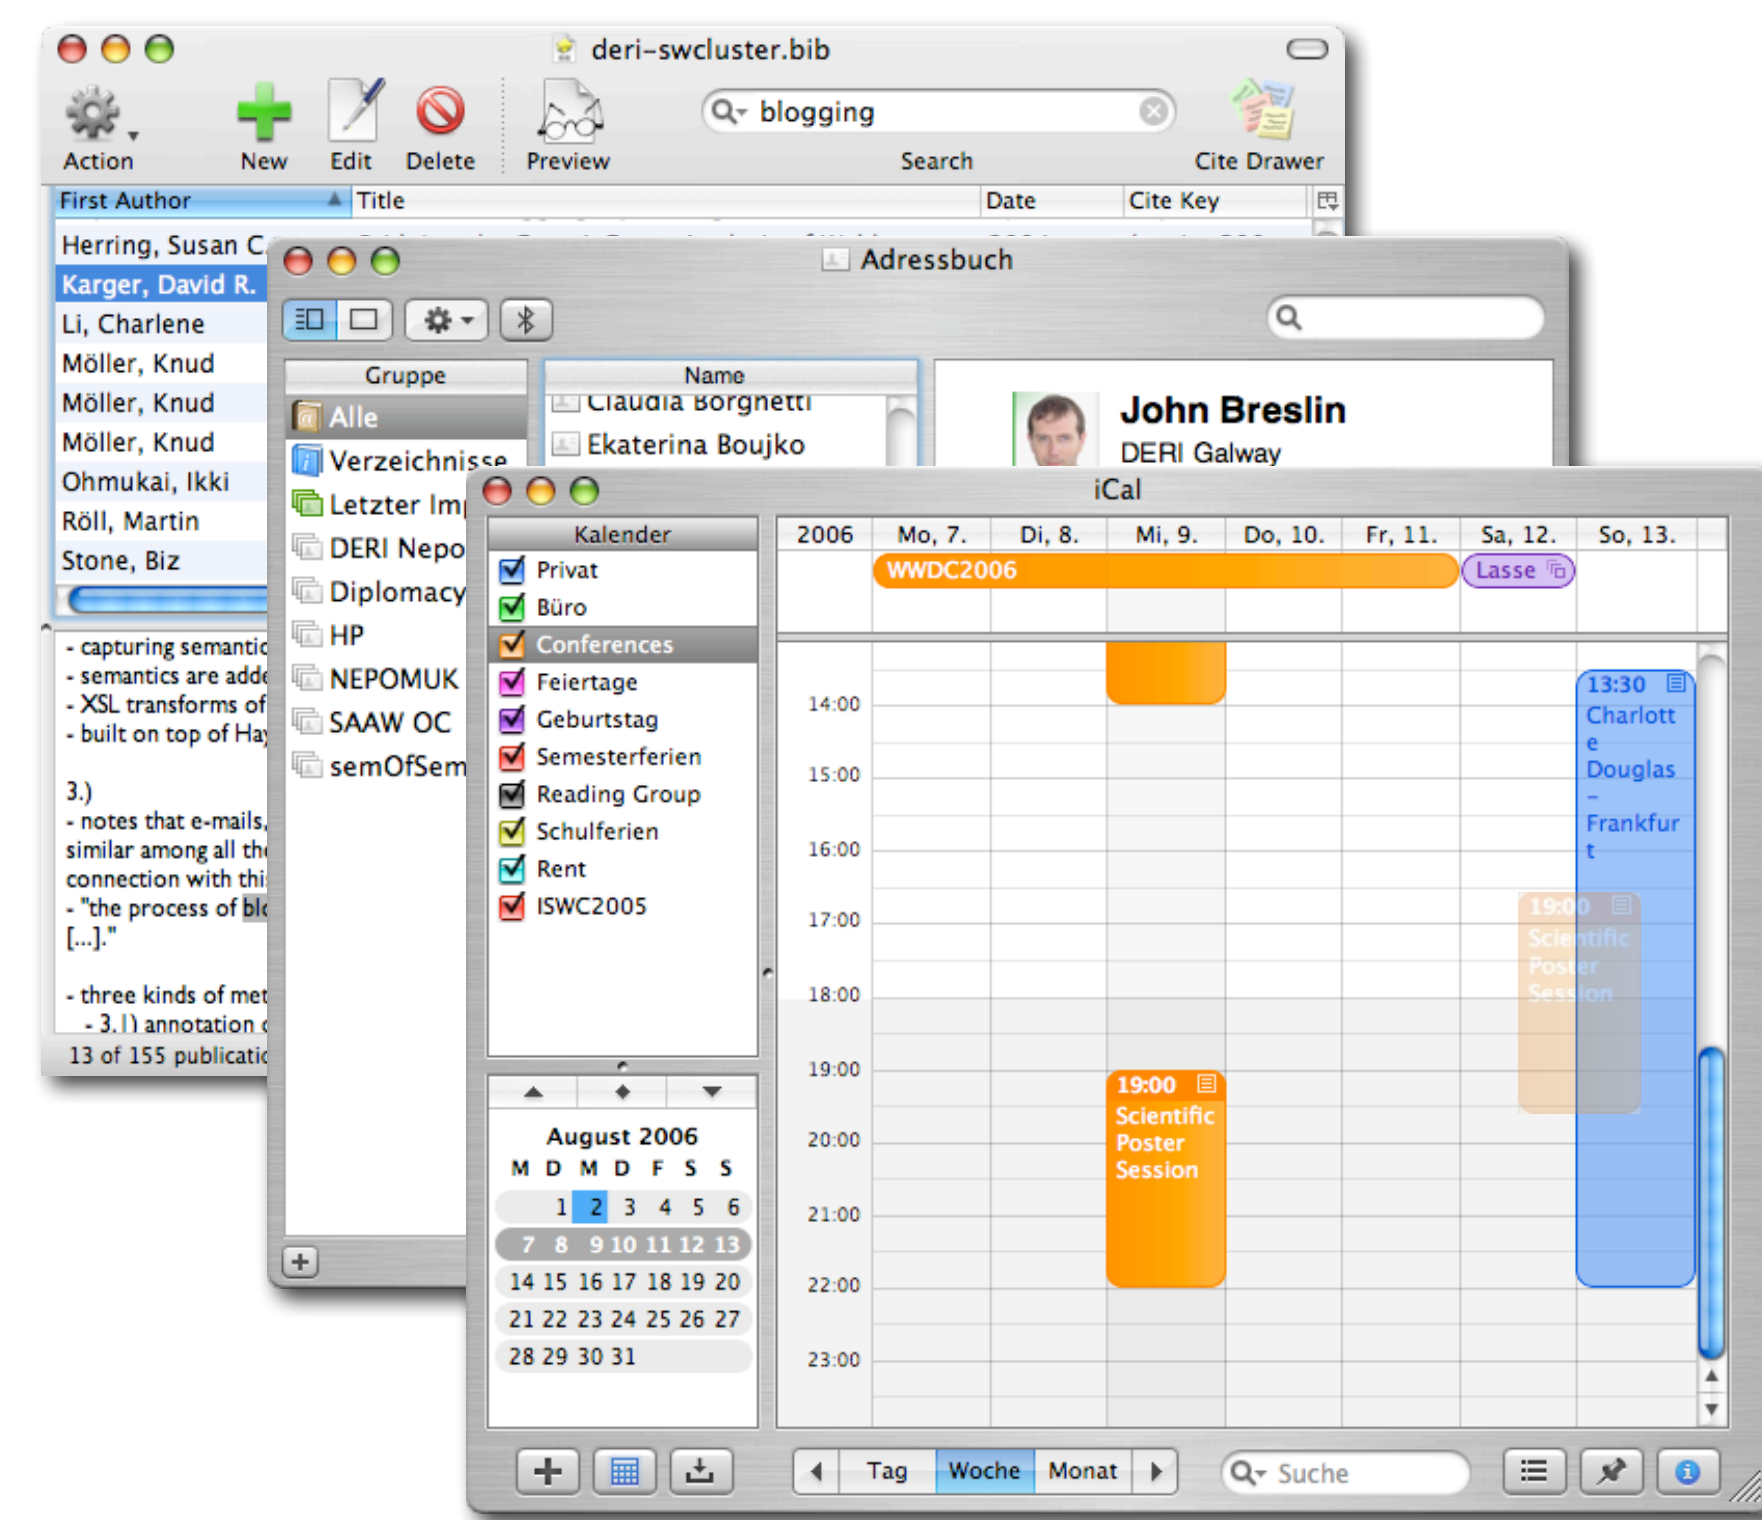 deri-swcluster.bib
blogging
Action New Edit Delete Preview Search Cite Drawer
First Author Title Date Cite Key
Herring, Susan C.
Karger, David R.
Li, Charlene
Möller, Knud
Möller, Knud
Möller, Knud
Ohmukai, Ikki
Röll, Martin
Stone, Biz
- capturing semantic
- semantics are adde
- XSL transforms of
- built on top of Hay
3.)
- notes that e-mails,
similar among all the
connection with this
- "the process of blo
[...]."
- three kinds of met
- 3.1) annotation
13 of 155 publicatio
Adressbuch
Gruppe
Alle
Verzeichnisse
Letzter Imp
DERI Nepo
Diplomacy
HP
NEPOMUK
SAAW OC
semOfSem
Name
Claudia Borghetti
Ekaterina Boujko
John Breslin
DERI Galway
iCal
Kalender
Privat
Büro
Conferences
Feiertage
Geburtstag
Semesterferien
Reading Group
Schulferien
Rent
ISWC2005
August 2006
M D M D F S S
1 2 3 4 5 6
7 8 9 10 11 12 13
14 15 16 17 18 19 20
21 22 23 24 25 26 27
28 29 30 31
2006 Mo, 7. Di, 8. Mi, 9. Do, 10. Fr, 11. Sa, 12. So, 13.
WWDC2006 Lasse
14:00
15:00
16:00
17:00
18:00
19:00
20:00
21:00
22:00
23:00
19:00
Scientific
Poster
Session
13:30
Charlott
e
Douglas
-
Frankfur
t
19:00
Scientific
Poster
Session
Tag Woche Monat
Suche